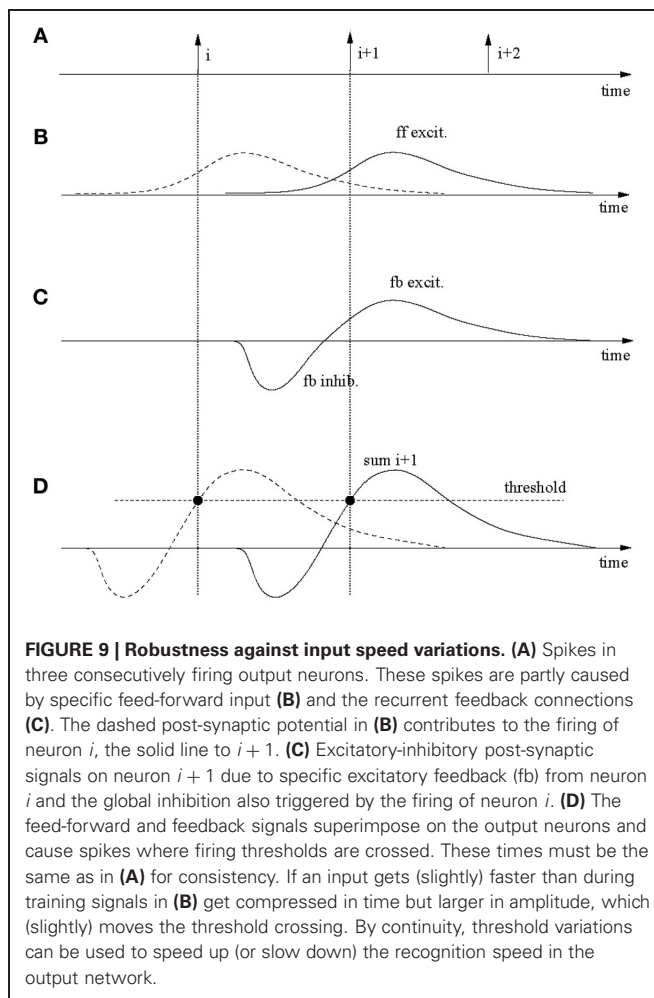 A
i
i+1
i+2
time
B
ff excit.
time
C
fb excit.
time
fb inhib.
sum i+1
D
threshold
time
FIGURE 9 | Robustness against input speed variations. (A) Spikes in
three consecutively firing output neurons. These spikes are partly caused
by specific feed-forward input (B) and the recurrent feedback connections
(C). The dashed post-synaptic potential in (B) contributes to the firing of
neuron i, the solid line to i + 1. (C) Excitatory-inhibitory post-synaptic
signals on neuron i + 1 due to specific excitatory feedback (fb) from neuron
i and the global inhibition also triggered by the firing of neuron i. (D) The
feed-forward and feedback signals superimpose on the output neurons and
cause spikes where firing thresholds are crossed. These times must be the
same as in (A) for consistency. If an input gets (slightly) faster than during
training signals in (B) get compressed in time but larger in amplitude, which
(slightly) moves the threshold crossing. By continuity, threshold variations
can be used to speed up (or slow down) the recognition speed in the
output network.